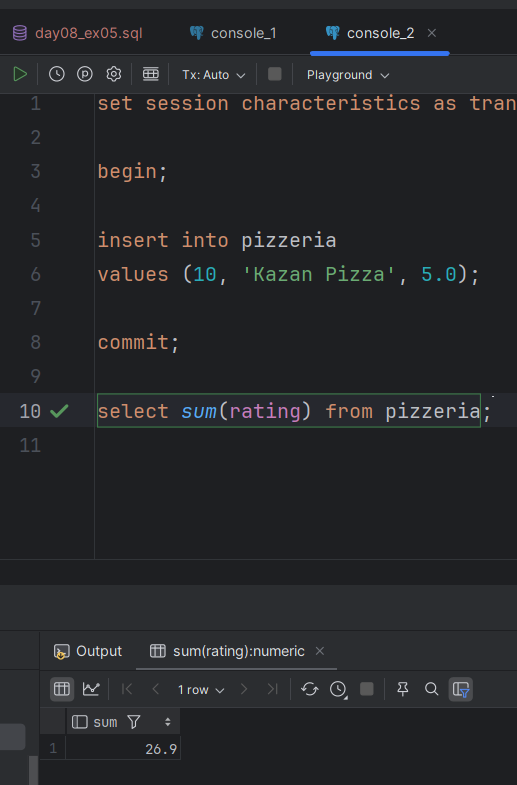 day08_ex05.sql console_1 console_2
Tx: Auto Playground
1 set session characteristics as tran
2
3 begin;
4
5 insert into pizzeria
6 values (10, 'Kazan Pizza', 5.0);
7
8 commit;
9
10 select sum(rating) from pizzeria;
11
Output sum(rating):numeric
1 row
sum
1 26.9